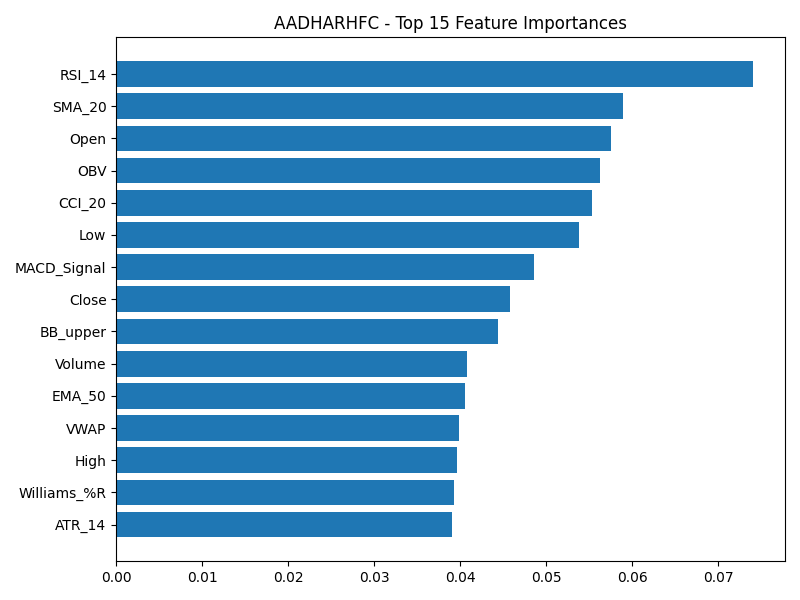 AADHARHFC - Top 15 Feature Importances
RSI_14
SMA_20
Open
OBV
CCI_20
Low
MACD_Signal
Close
BB_upper
Volume
EMA_50
VWAP
High
Williams_%R
ATR_14
0.00 0.01 0.02 0.03 0.04 0.05 0.06 0.07